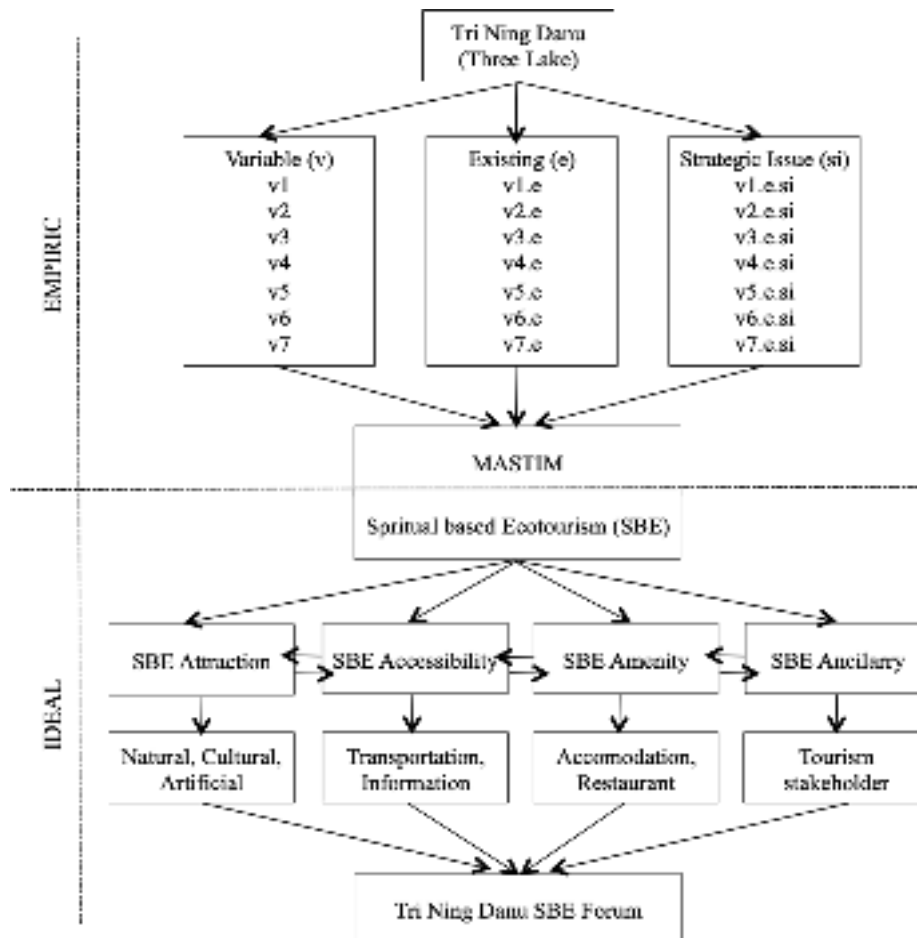 Tri Ning Danu
(Three Lake)
EMPIRIC
Variable (v)
v1
v2
v3
v4
v5
v6
v7
Existing (e)
v1.e
v2.e
v3.e
v4.e
v5.e
v6.e
v7.e
Strategic Issue (si)
v1.e.si
v2.e.si
v3.e.si
v4.e.si
v5.e.si
v6.e.si
v7.e.si
MASTIM
Spritual based Ecotourism (SBE)
IDEAL
SBE Attraction
SBE Accessibility
SBE Amenity
SBE Ancilarry
Natural, Cultural,
Artificial
Transportation,
Information
Accomodation,
Restaurant
Tourism
stakeholder
Tri Ning Danu SBE Forum